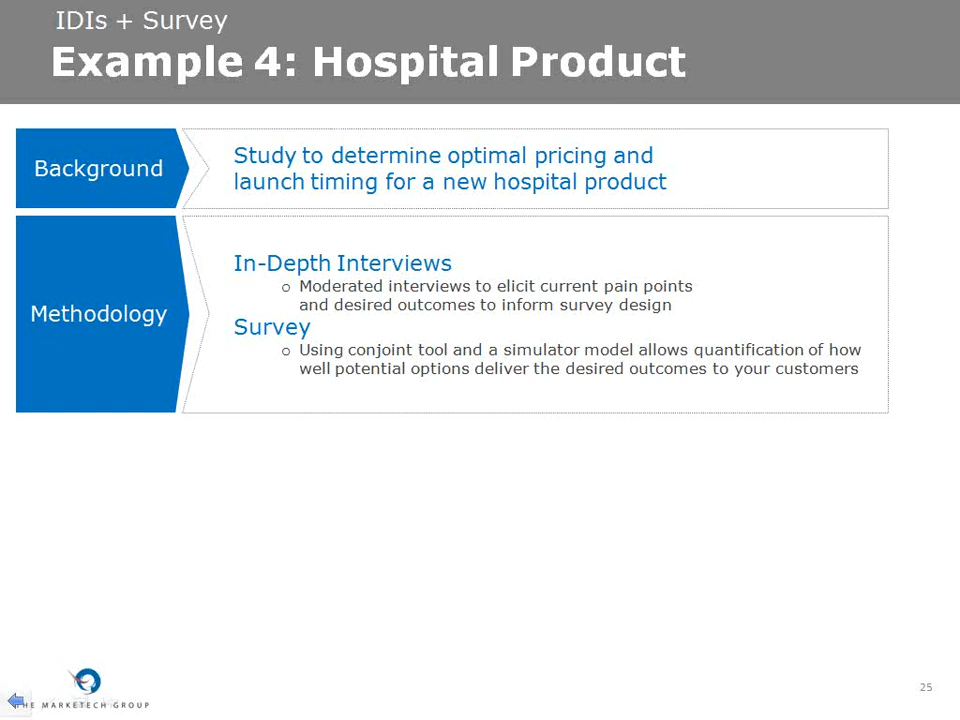 IDIs + Survey
Example 4: Hospital Product
Background
Study to determine optimal pricing and
launch timing for a new hospital product
Methodology
In-Depth Interviews
o Moderated interviews to elicit current pain points
and desired outcomes to inform survey design
Survey
o Using conjoint tool and a simulator model allows quantification of how
well potential options deliver the desired outcomes to your customers
THE MARKETECH GROUP
25